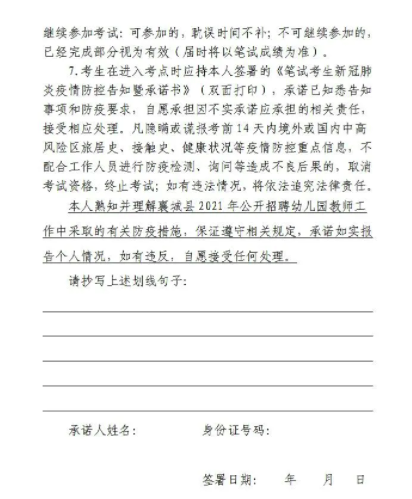 继续参加考试：可参加的，耽误时间不补；不可继续参加的，
已经完成部分视为有效（届时将以笔试成绩为准）。
7.考生在进入考点时应持本人签署的《笔试考生新冠肺
炎疫情防控告知暨承诺书》（双面打印），承诺已知悉告知
事项和防疫要求，自愿承担因不实承诺应承担的相关责任，
接受相应处理。凡隐瞒或谎报考前14天内境外或国内中高
风险区旅居史、接触史、健康状况等疫情防控重点信息，不
配合工作人员进行防疫检测、询问等造成不良后果的，取消
考试资格，终止考试；如有违法情况，将依法追究法律责任。
本人熟知并理解襄城县2021年公开招聘幼儿园教师工
作中采取的有关防疫措施，保证遵守相关规定，承诺如实报
告个人情况，如有违反，自愿接受任何处理。
请抄写上述划线句子：
承诺人姓名： 身份证号码：
签署日期： 年 月 日